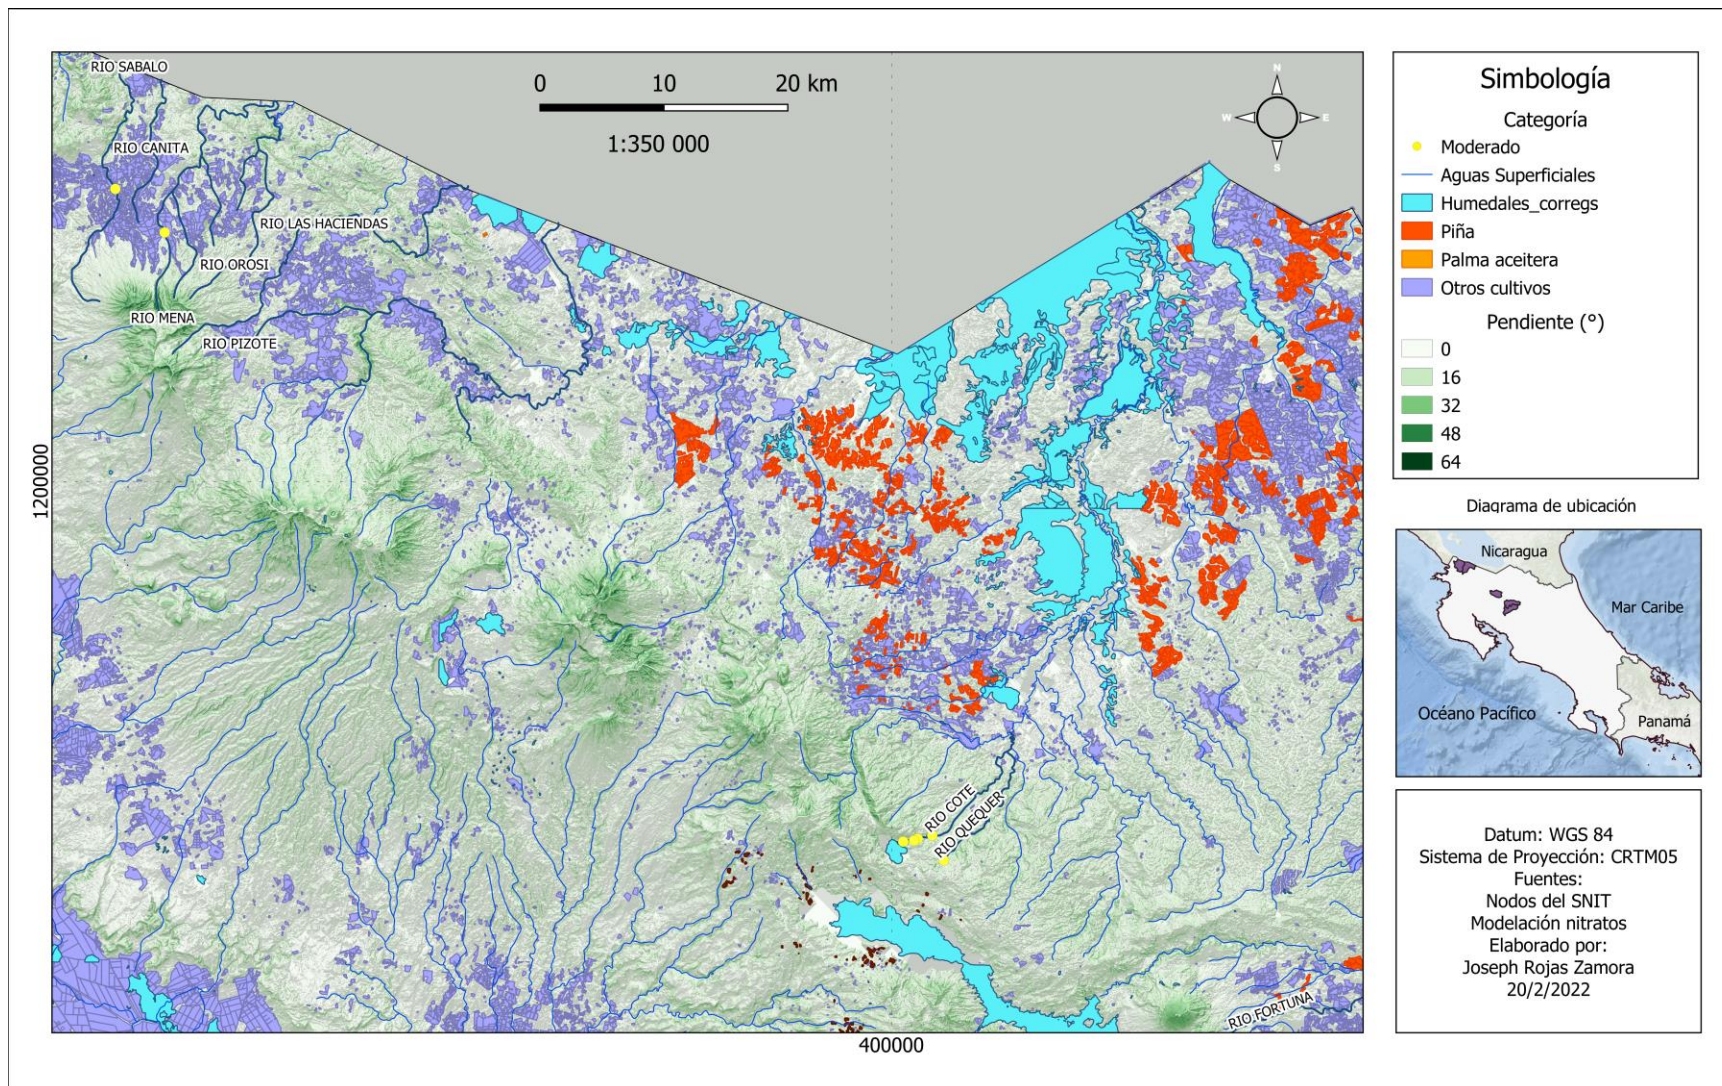 RIO SABALO
RIO CANITA
RIO LAS HACIENDAS
RIO OROSI
RIO MENA
RIO PIZOTE
0 10 20 km
1:350 000
N
W E
S
1200000
400000
RIO COTE
RIO QUEQUER
RIO FORTUNA
Simbología
Categoría
Moderado
Aguas Superficiales
Humedales_corregs
Piña
Palma aceitera
Otros cultivos
Pendiente (°)
0
16
32
48
64
Diagrama de ubicación
Nicaragua
Mar Caribe
Océano Pacífico
Panamá
Datum: WGS 84
Sistema de Proyección: CRTM05
Fuentes:
Nodos del SNIT
Modelación nitratos
Elaborado por:
Joseph Rojas Zamora
20/2/2022